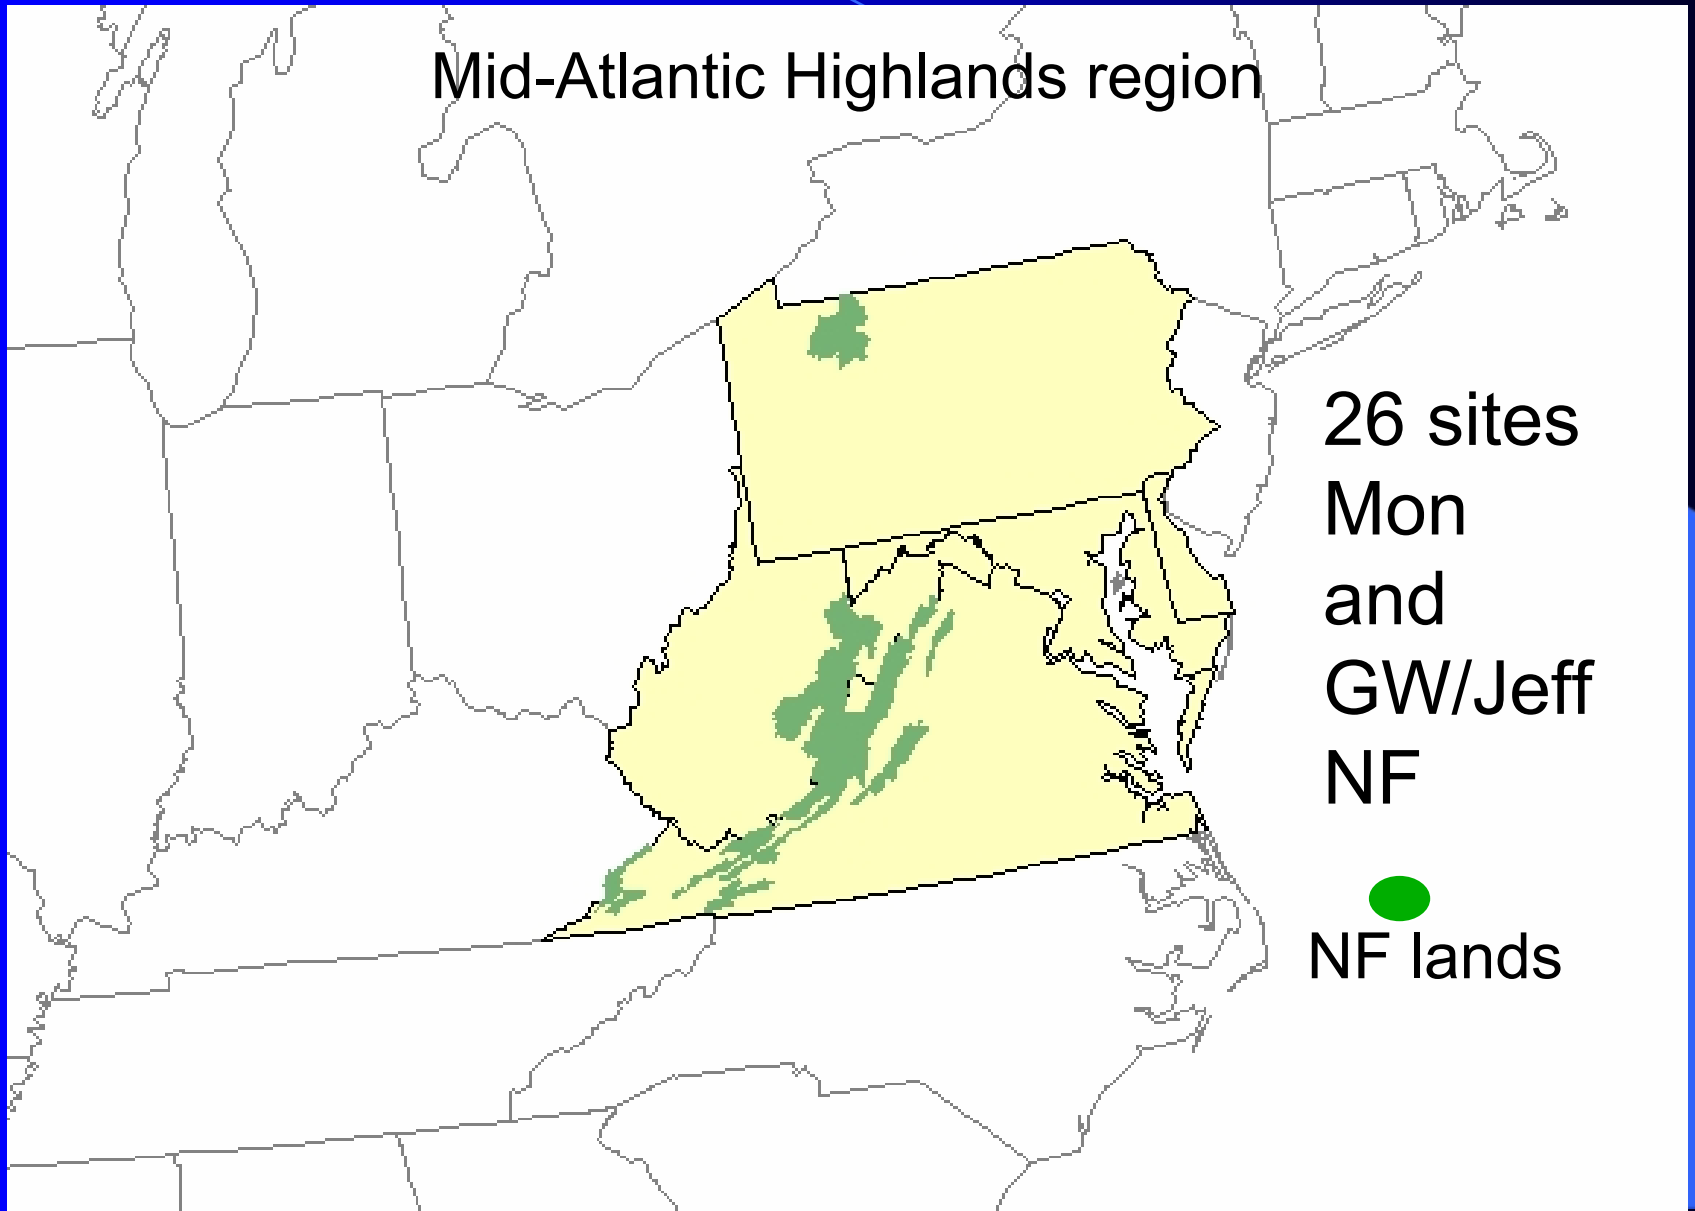 Mid-Atlantic Highlands region
26 sites
Mon
and
GW/Jeff
NF
NF lands